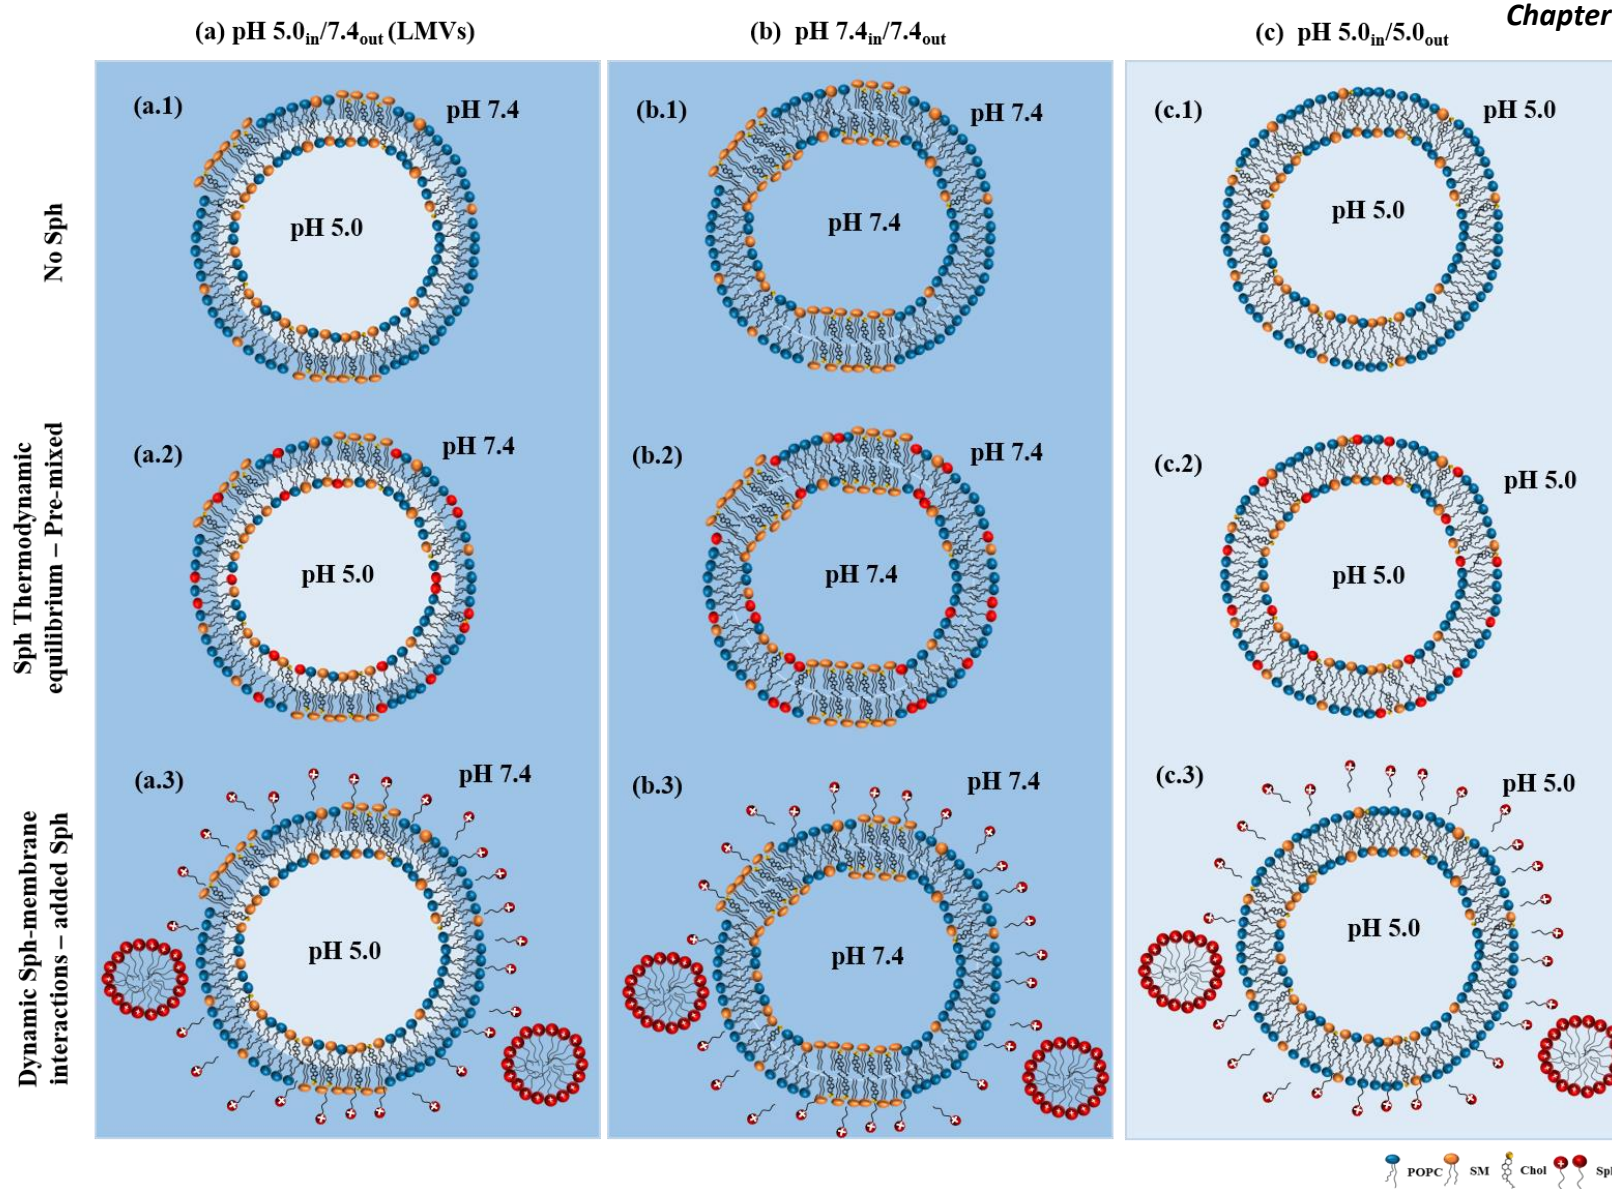 Chapter
(a) pH 5.0in/7.4out (LMVs)
(b) pH 7.4in/7.4out
(c) pH 5.0in/5.0out
No Sph
(a.1)
pH 7.4
pH 5.0
(b.1)
pH 7.4
pH 7.4
(c.1)
pH 5.0
pH 5.0
Sph Thermodynamic
equilibrium – Pre-mixed
(a.2)
pH 7.4
pH 5.0
(b.2)
pH 7.4
pH 7.4
(c.2)
pH 5.0
pH 5.0
Dynamic Sph-membrane
interactions – added Sph
(a.3)
pH 7.4
pH 5.0
(b.3)
pH 7.4
pH 7.4
(c.3)
pH 5.0
pH 5.0
POPC SM Chol Sph